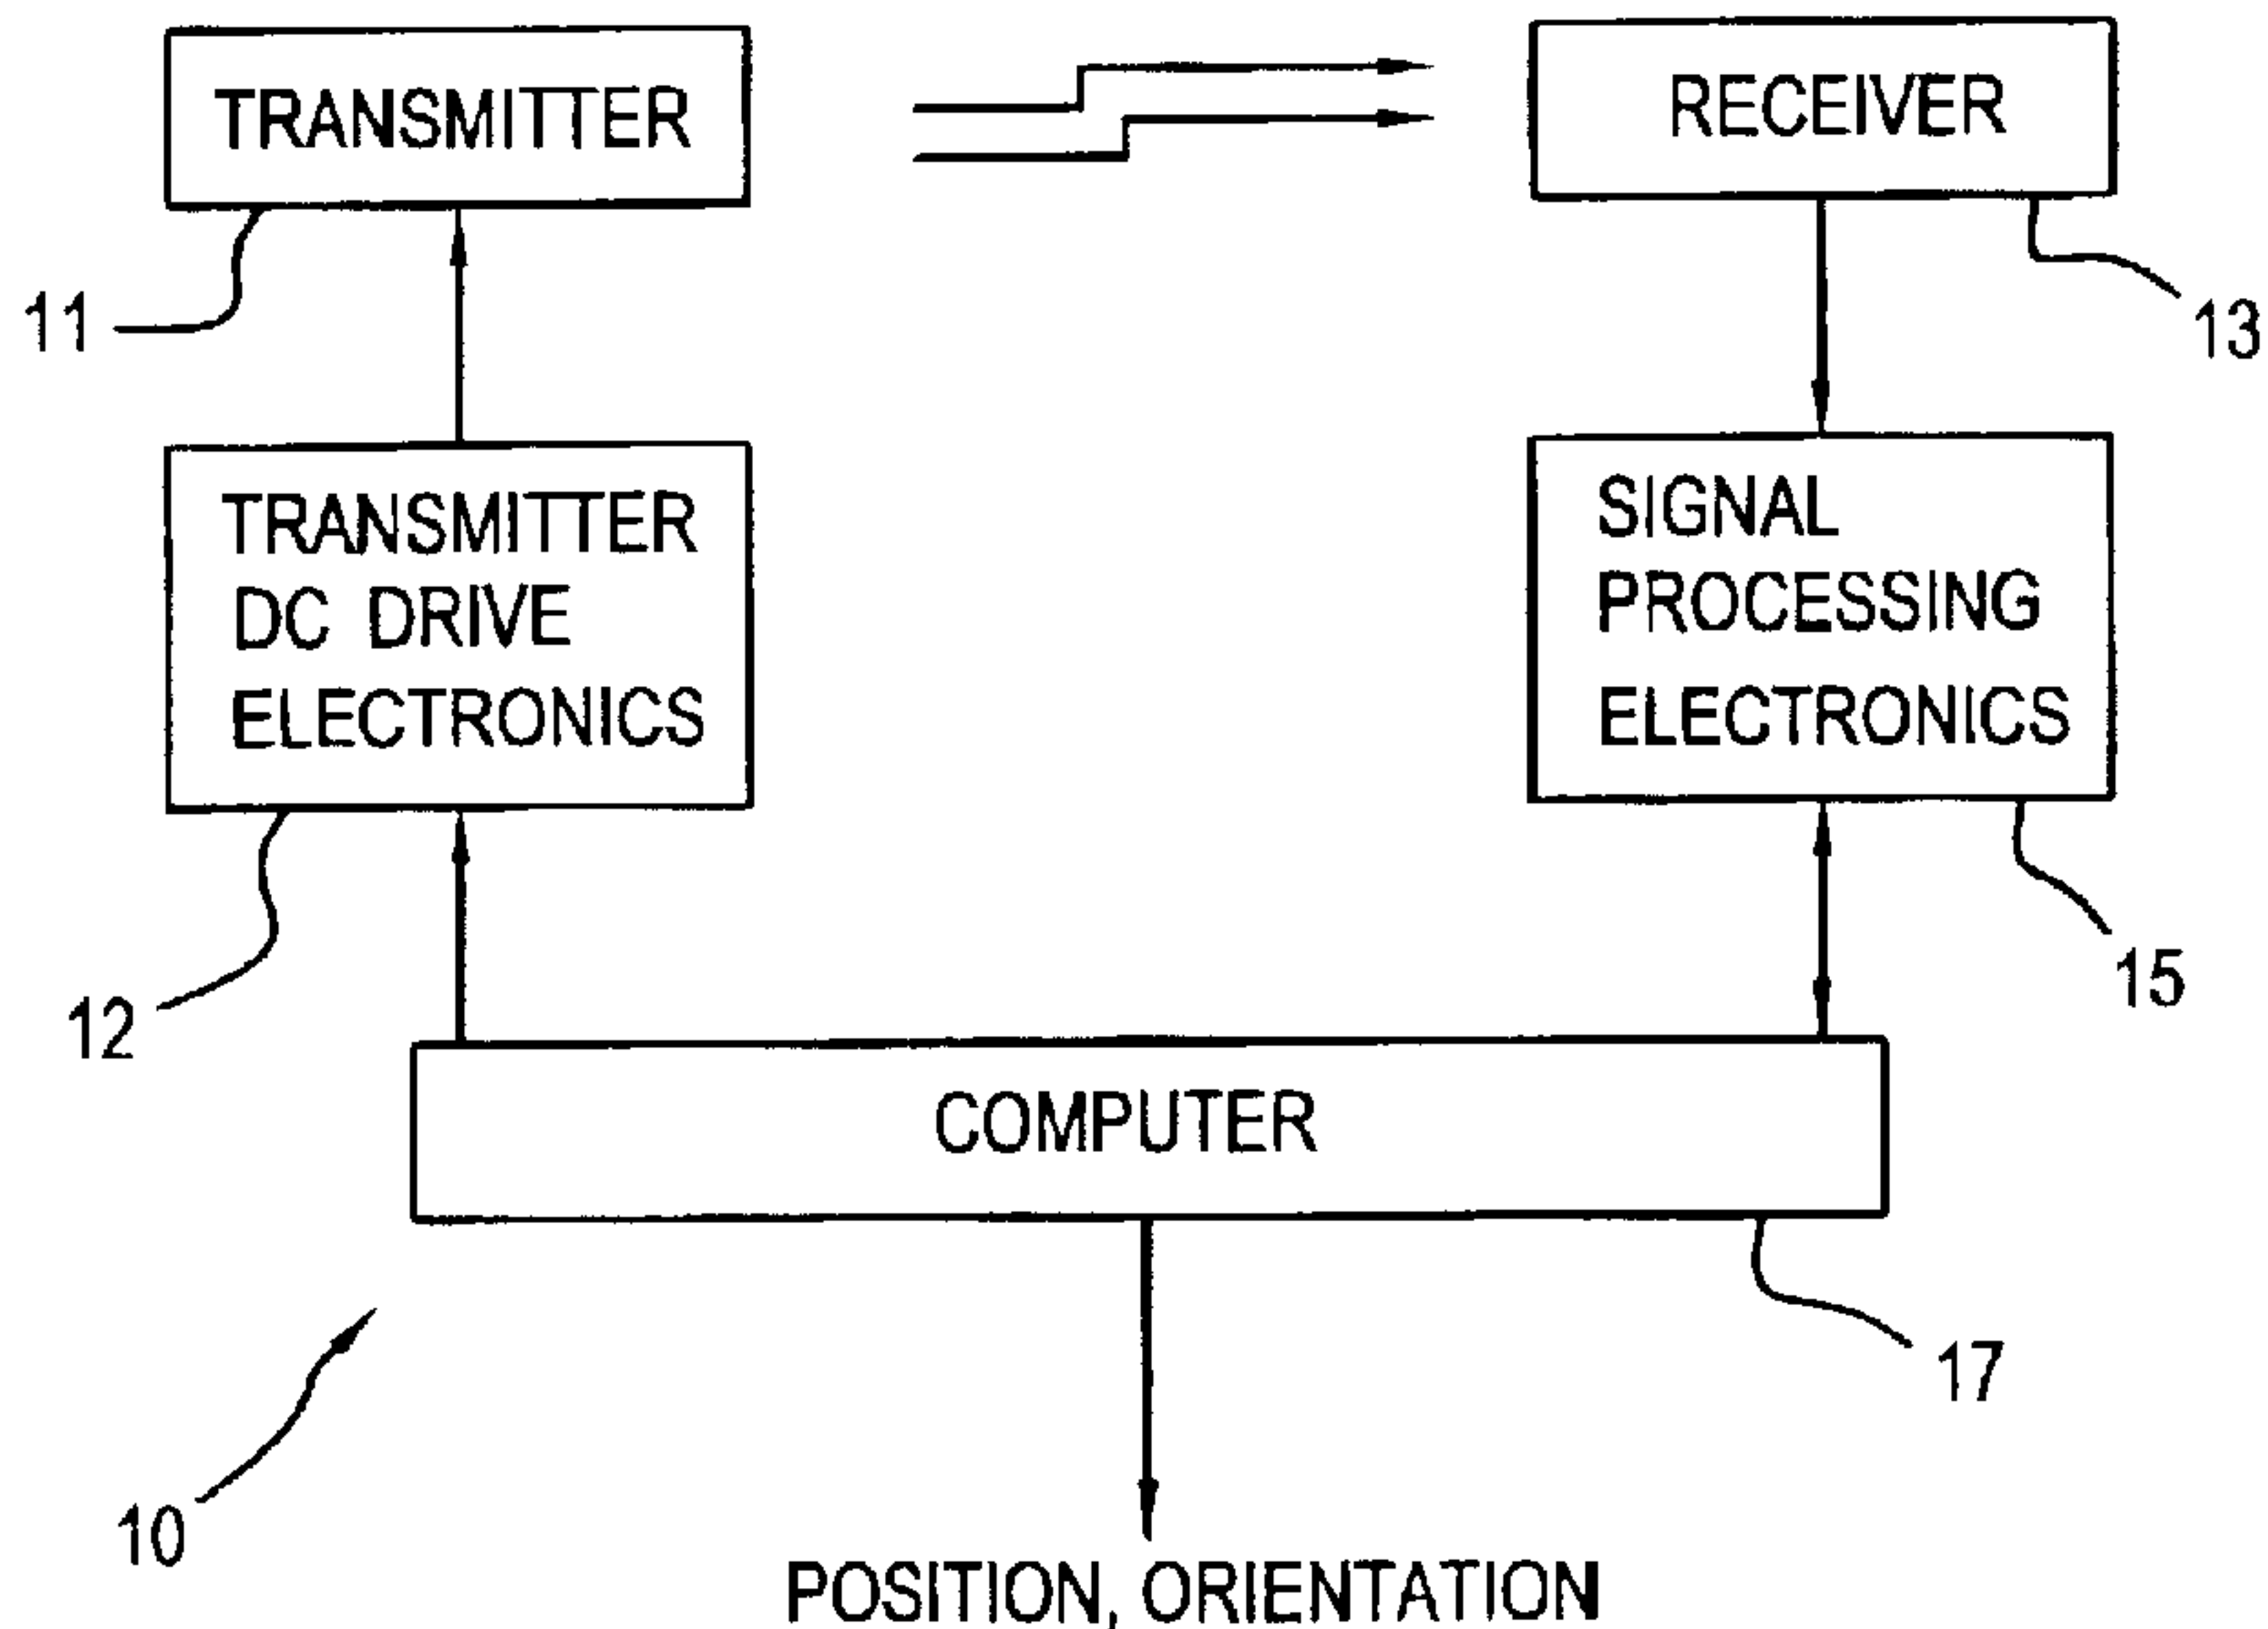 TRANSMITTER
RECEIVER
11
13
TRANSMITTER
DC DRIVE
ELECTRONICS
SIGNAL
PROCESSING
ELECTRONICS
12
15
COMPUTER
17
10
POSITION, ORIENTATION